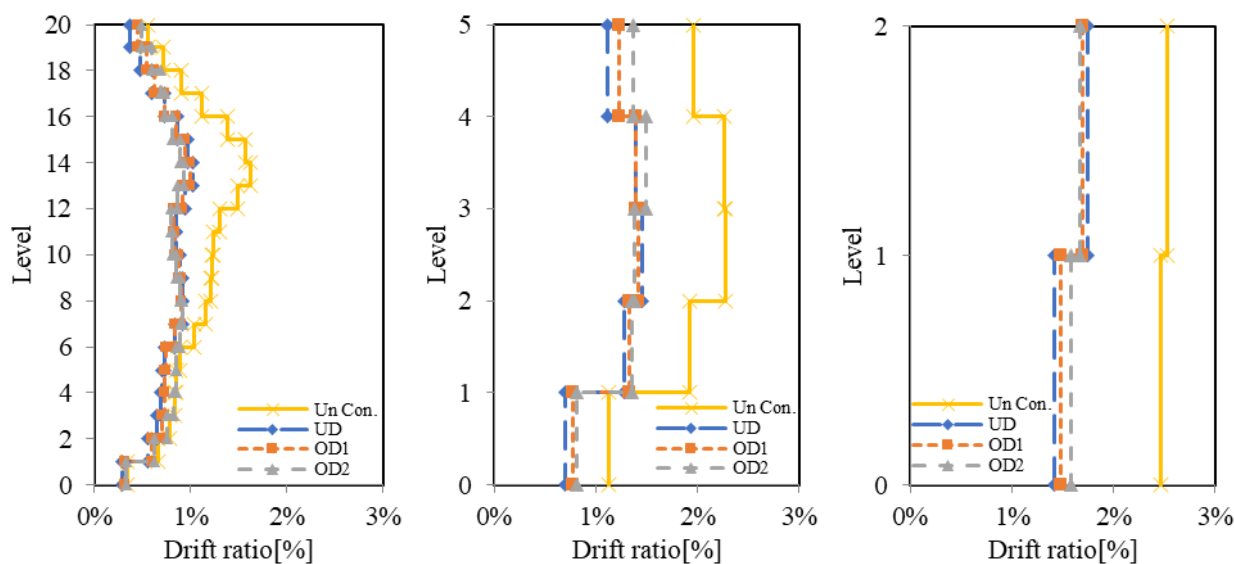 20
18
16
14
12
10
8
6
4
2
0
Level
0% 1% 2% 3%
Drift ratio[%]
Un Con.
UD
OD1
OD2
5
4
3
2
1
0
Level
0% 1% 2% 3%
Drift ratio[%]
Un Con.
UD
OD1
OD2
2
1
0
Level
0% 1% 2% 3%
Drift ratio[%]
Un Con.
UD
OD1
OD2